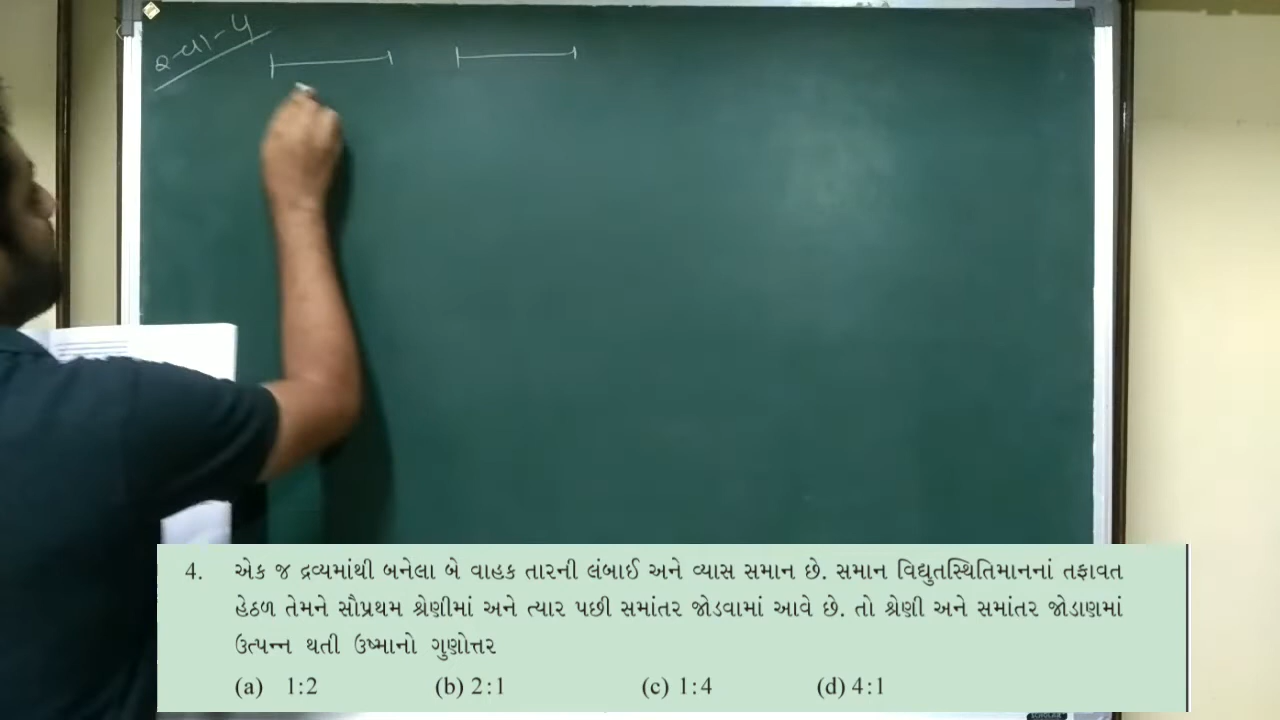 સ્વા-૫
4. એક જ દ્રવ્યમાંથી બનેલા બે વાહક તારની લંબાઈ અને વ્યાસ સમાન છે. સમાન વિદ્યુતસ્થિતિમાનનાં તફાવત
હેઠળ તેમને સૌપ્રથમ શ્રેણીમાં અને ત્યાર પછી સમાંતર જોડવામાં આવે છે. તો શ્રેણી અને સમાંતર જોડાણમાં
ઉત્પન્ન થતી ઉષ્માનો ગુણોત્તર
(a) 1:2 (b) 2:1 (c) 1:4 (d) 4:1